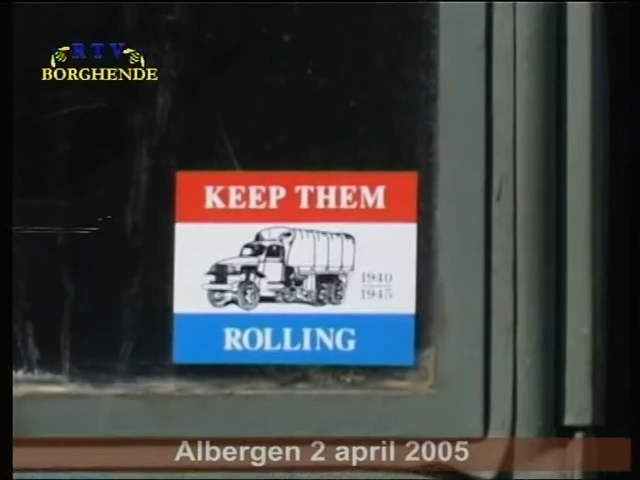 RTV
BORGHENDE
KEEP THEM
1940
1945
ROLLING
Albergen 2 april 2005